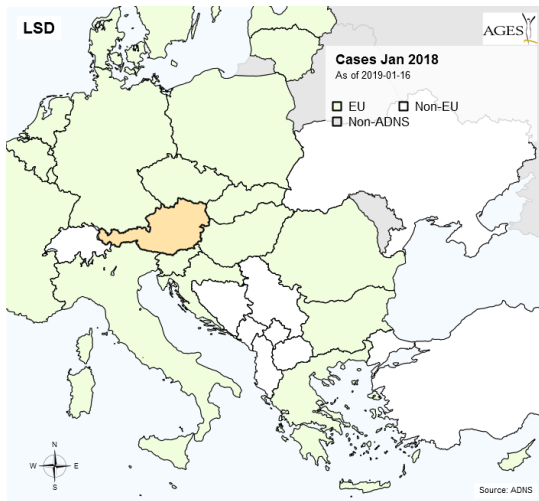 LSD
AGES
Cases Jan 2018
As of 2019-01-16
EU Non-EU
Non-ADNS
N
W E
S
Source: ADNS